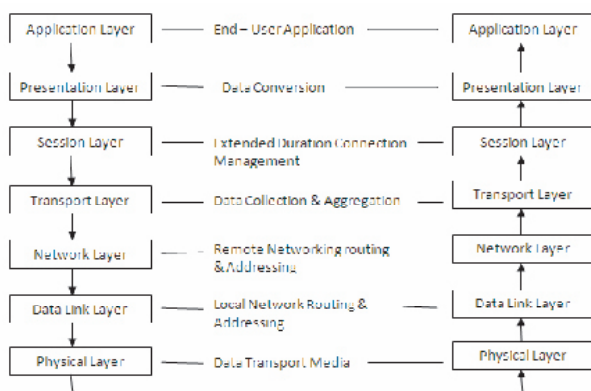 Application Layer End – User Application Application Layer
Presentation Layer Data Conversion Presentation Layer
Session Layer Extended Duration Connection Session Layer
Management
Transport Layer Data Collection & Aggregation Transport Layer
Network Layer Remote Networking routing Network Layer
& Addressing
Data Link Layer Local Network Routing & Data Link Layer
Addressing
Physical Layer Data Transport Media Physical Layer